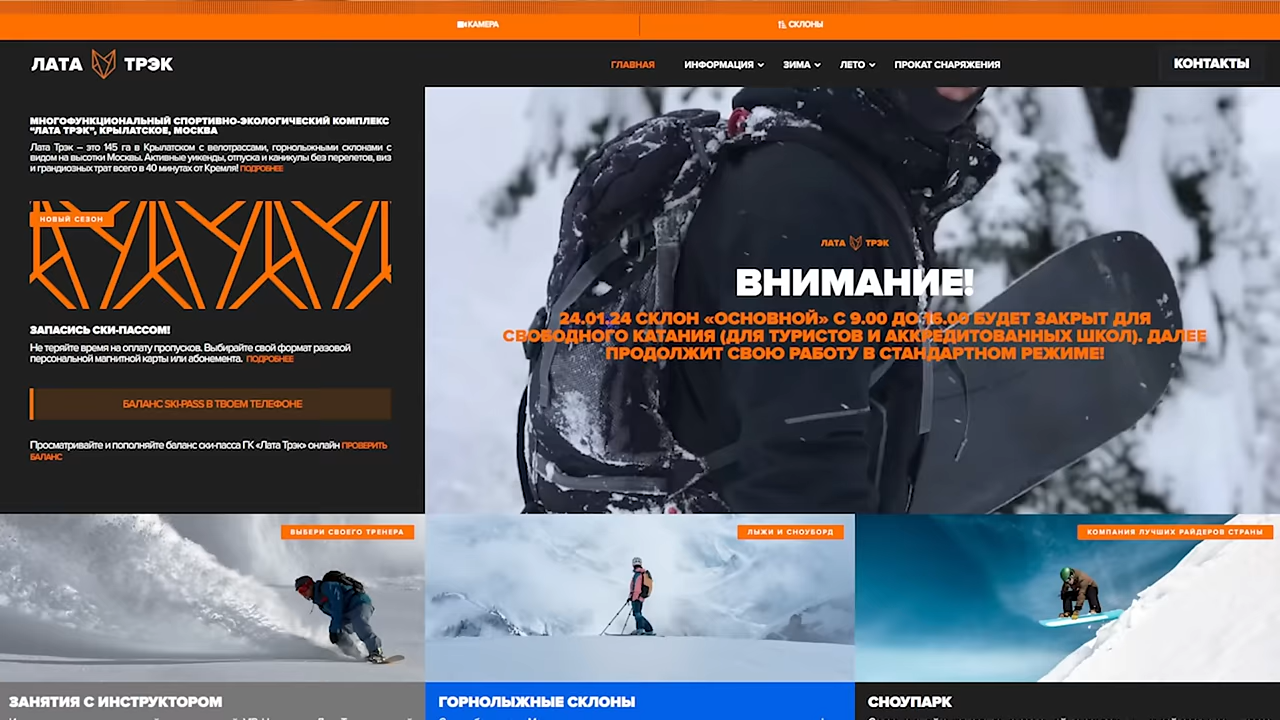 КАМЕРА
СКЛОНЫ
ЛАТА ТРЭК
ГЛАВНАЯ ИНФОРМАЦИЯ ЗИМА ЛЕТО ПРОКАТ СНАРЯЖЕНИЯ
КОНТАКТЫ
МНОГОФУНКЦИОНАЛЬНЫЙ СПОРТИВНО-ЭКОЛОГИЧЕСКИЙ КОМПЛЕКС
"ЛАТА ТРЭК", КРЫЛАТСКОЕ, МОСКВА
Лата Трэк – это 145 га в Крылатском с велотрассами, горнолыжными склонами с
видом на высотки Москвы. Активные уикенды, отпуска и каникулы без перелетов, виз
и грандиозных трат всего в 40 минутах от Кремля! ПОДРОБНЕЕ
НОВЫЙ СЕЗОН
ЗАПАСИСЬ СКИ-ПАССОМ!
Не теряйте время на оплату пропусков. Выбирайте свой формат разовой
персональной магнитной карты или абонемента. ПОДРОБНЕЕ
БАЛАНС SKI-PASS В ТВОЕМ ТЕЛЕФОНЕ
Просматривайте и пополняйте баланс ски-пасса ГК «Лата Трэк» онлайн ПРОВЕРИТЬ
БАЛАНС
ЛАТА ТРЭК
ВНИМАНИЕ!
24.01.24 СКЛОН «ОСНОВНОЙ» С 9.00 ДО 16.00 БУДЕТ ЗАКРЫТ ДЛЯ
СВОБОДНОГО КАТАНИЯ (ДЛЯ ТУРИСТОВ И АККРЕДИТОВАННЫХ ШКОЛ). ДАЛЕЕ
ПРОДОЛЖИТ СВОЮ РАБОТУ В СТАНДАРТНОМ РЕЖИМЕ!
ВЫБЕРИ СВОЕГО ТРЕНЕРА
ЛЫЖИ И СНОУБОРД
КОМПАНИЯ ЛУЧШИХ РАЙДЕРОВ СТРАНЫ
ЗАНЯТИЯ С ИНСТРУКТОРОМ
ГОРНОЛЫЖНЫЕ СКЛОНЫ
СНОУПАРК